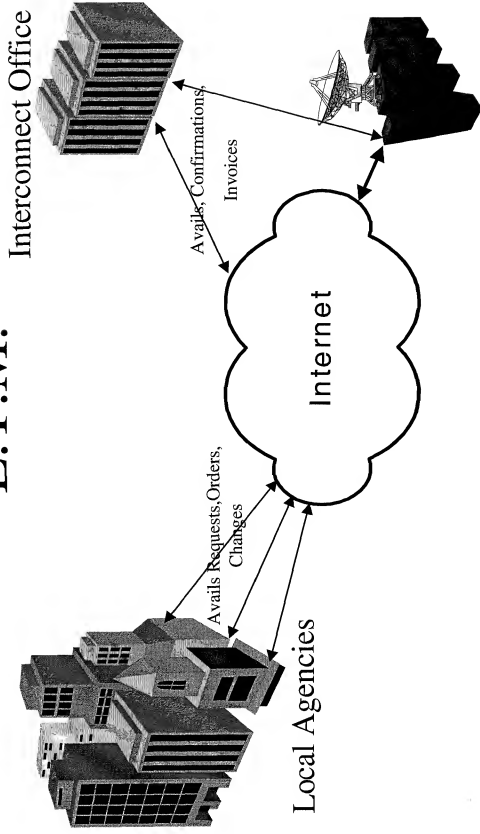 Interconnect Office
Avails, Confirmations,
Invoices
Internet
Avails Requests,Orders,
Changes
Local Agencies